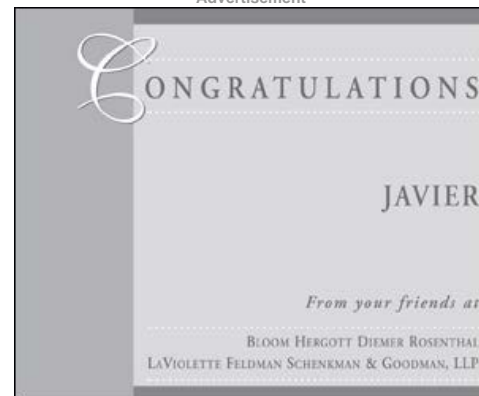 Advertisement
CONGRATULATIONS
JAVIER
From your friends at
BLOOM HERGOTT DIEMER ROSENTHAL
LAVIOLETTE FELDMAN SCHENKMAN & GOODMAN, LLP